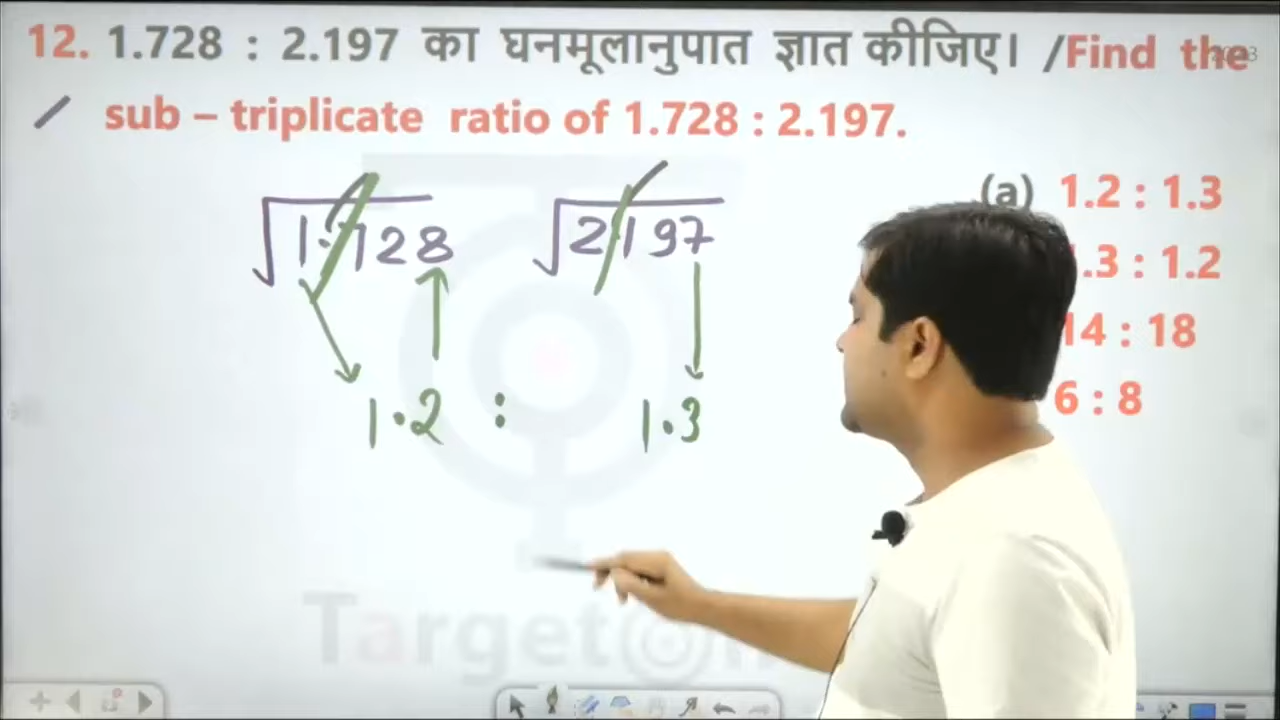 12. 1.728 : 2.197 का घनमूलानुपात ज्ञात कीजिए। /Find the
sub – triplicate ratio of 1.728 : 2.197.
√1.728 √2.197
(a) 1.2 : 1.3
.3 : 1.2
14 : 18
6 : 8
1.2 : 1.3
Target